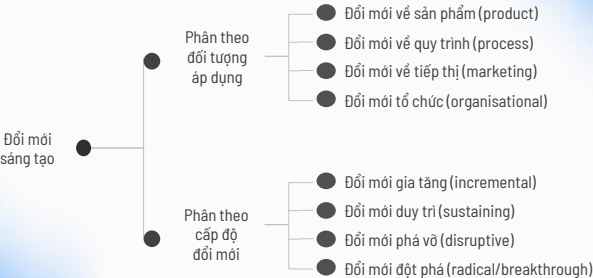 Đổi mới
sáng tạo
Phân theo
đối tượng
áp dụng
Đổi mới về sản phẩm (product)
Đổi mới về quy trình (process)
Đổi mới về tiếp thị (marketing)
Đổi mới tổ chức (organisational)
Phân theo
cấp độ
đổi mới
Đổi mới gia tăng (incremental)
Đổi mới duy trì (sustaining)
Đổi mới phá vỡ (disruptive)
Đổi mới đột phá (radical/breakthrough)